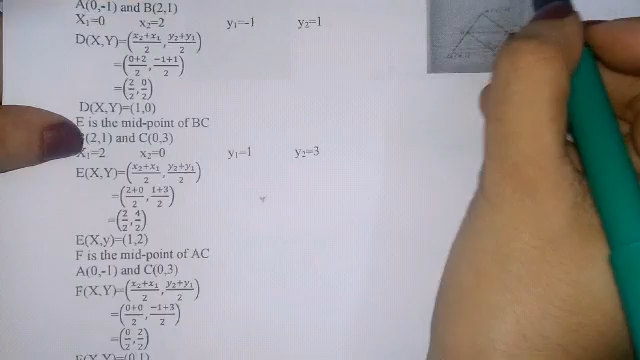 A(0,-1) and B(2,1)
X₁=0 x₂=2 y₁=-1 y₂=1
D(X,Y)=(x₂+x₁/2, y₂+y₁/2)
=(0+2/2, -1+1/2)
=(2/2, 0/2)
D(X,Y)=(1,0)
E is the mid-point of BC
(2,1) and C(0,3)
X₁=2 x₂=0 y₁=1 y₂=3
E(X,Y)=(x₂+x₁/2, y₂+y₁/2)
=(2+0/2, 1+3/2)
=(2/2, 4/2)
E(X,y)=(1,2)
F is the mid-point of AC
A(0,-1) and C(0,3)
F(X,Y)=(x₂+x₁/2, y₂+y₁/2)
=(0+0/2, -1+3/2)
=(0/2, 2/2)
F(X,Y)=(0,1)